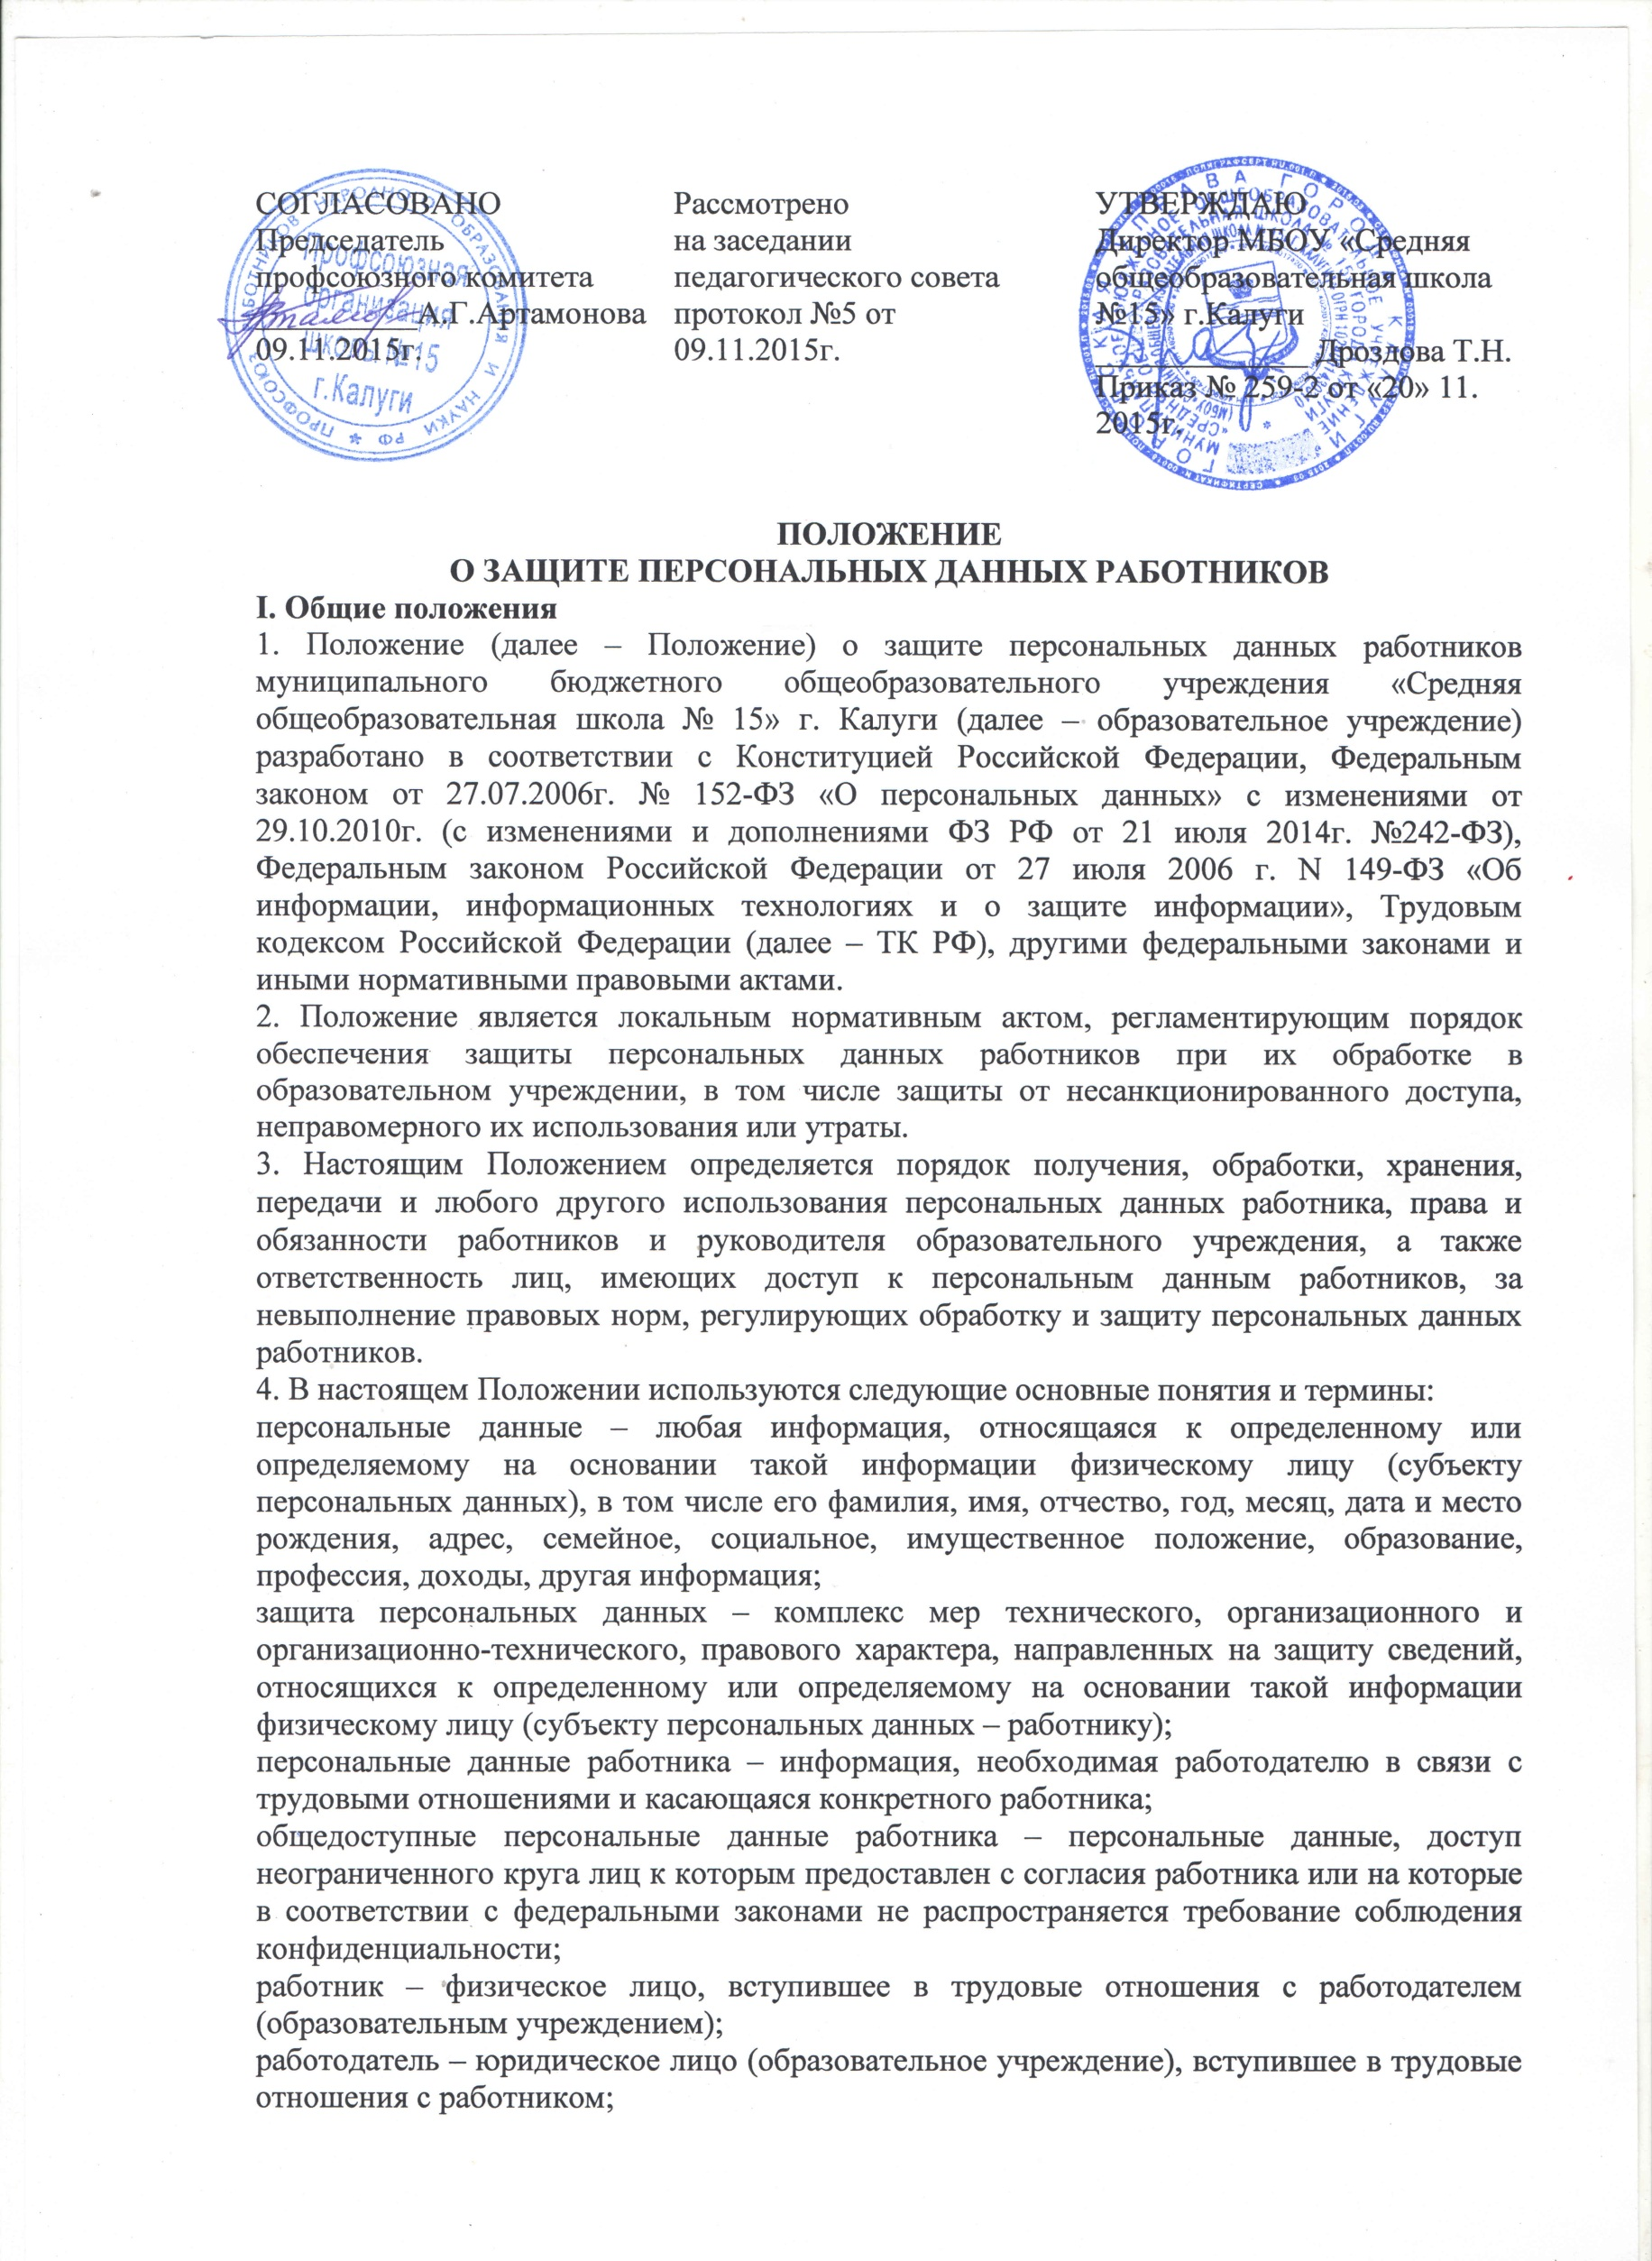 СОГЛАСОВАНО
Председатель
профсоюзного комитета
__________А.Г.Артамонова
09.11.2015г.
Рассмотрено
на заседании
педагогического совета
протокол №5 от
09.11.2015г.
УТВЕРЖДАЮ
Директор МБОУ «Средняя
общеобразовательная школа
№15» г.Калуги
_____________Дроздова Т.Н.
Приказ № 259-2 от «20» 11.
2015г.
Профсоюзная
организация
школы №15
г.Калуги
ПОЛОЖЕНИЕ
О ЗАЩИТЕ ПЕРСОНАЛЬНЫХ ДАННЫХ РАБОТНИКОВ
I. Общие положения
1. Положение (далее – Положение) о защите персональных данных работников
муниципального бюджетного общеобразовательного учреждения «Средняя
общеобразовательная школа № 15» г. Калуги (далее – образовательное учреждение)
разработано в соответствии с Конституцией Российской Федерации, Федеральным
законом от 27.07.2006г. № 152-ФЗ «О персональных данных» с изменениями от
29.10.2010г. (с изменениями и дополнениями ФЗ РФ от 21 июля 2014г. №242-ФЗ),
Федеральным законом Российской Федерации от 27 июля 2006 г. N 149-ФЗ «Об
информации, информационных технологиях и о защите информации», Трудовым
кодексом Российской Федерации (далее – ТК РФ), другими федеральными законами и
иными нормативными правовыми актами.
2. Положение является локальным нормативным актом, регламентирующим порядок
обеспечения защиты персональных данных работников при их обработке в
образовательном учреждении, в том числе защиты от несанкционированного доступа,
неправомерного их использования или утраты.
3. Настоящим Положением определяется порядок получения, обработки, хранения,
передачи и любого другого использования персональных данных работника, права и
обязанности работников и руководителя образовательного учреждения, а также
ответственность лиц, имеющих доступ к персональным данным работников, за
невыполнение правовых норм, регулирующих обработку и защиту персональных данных
работников.
4. В настоящем Положении используются следующие основные понятия и термины:
персональные данные – любая информация, относящаяся к определенному или
определяемому на основании такой информации физическому лицу (субъекту
персональных данных), в том числе его фамилия, имя, отчество, год, месяц, дата и место
рождения, адрес, семейное, социальное, имущественное положение, образование,
профессия, доходы, другая информация;
защита персональных данных – комплекс мер технического, организационного и
организационно-технического, правового характера, направленных на защиту сведений,
относящихся к определенному или определяемому на основании такой информации
физическому лицу (субъекту персональных данных – работнику);
персональные данные работника – информация, необходимая работодателю в связи с
трудовыми отношениями и касающаяся конкретного работника;
общедоступные персональные данные работника – персональные данные, доступ
неограниченного круга лиц к которым предоставлен с согласия работника или на которые
в соответствии с федеральными законами не распространяется требование соблюдения
конфиденциальности;
работник – физическое лицо, вступившее в трудовые отношения с работодателем
(образовательным учреждением);
работодатель – юридическое лицо (образовательное учреждение), вступившее в трудовые
отношения с работником;